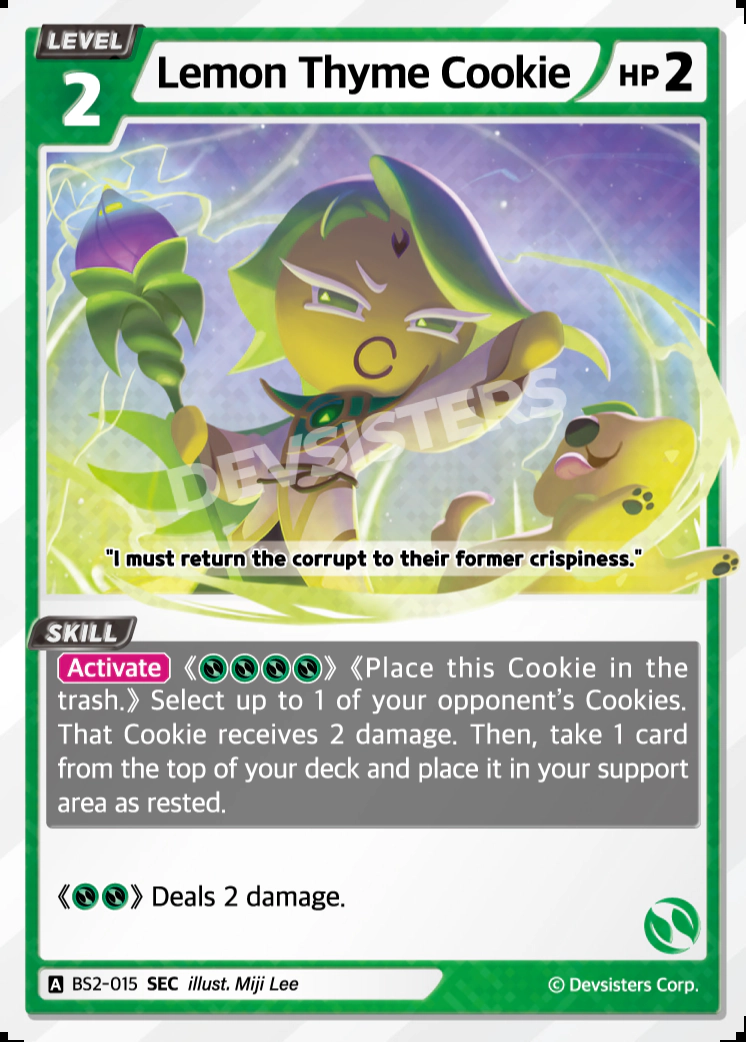 LEVEL
2
Lemon Thyme Cookie
HP 2
DEVSISTERS
"I must return the corrupt to their former crispiness."
SKILL
Activate 《》 《Place this Cookie in the
trash.》 Select up to 1 of your opponent's Cookies.
That Cookie receives 2 damage. Then, take 1 card
from the top of your deck and place it in your support
area as rested.
《》 Deals 2 damage.
A BS2-015 SEC illust. Miji Lee
© Devsisters Corp.